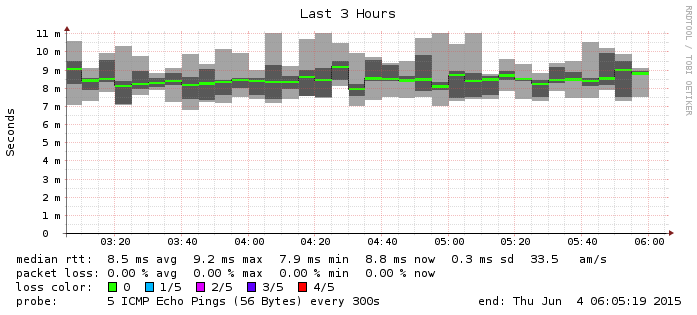 Last 3 Hours
RRDTOOL / TOBI OETIKER
Seconds
11 m
10 m
9 m
8 m
7 m
6 m
5 m
4 m
3 m
2 m
1 m
0
03:20 03:40 04:00 04:20 04:40 05:00 05:20 05:40 06:00
median rtt: 8.5 ms avg 9.2 ms max 7.9 ms min 8.8 ms now 0.3 ms sd 33.5 am/s
packet loss: 0.00 % avg 0.00 % max 0.00 % min 0.00 % now
loss color: 0 1/5 2/5 3/5 4/5
probe: 5 ICMP Echo Pings (56 Bytes) every 300s end: Thu Jun 4 06:05:19 2015